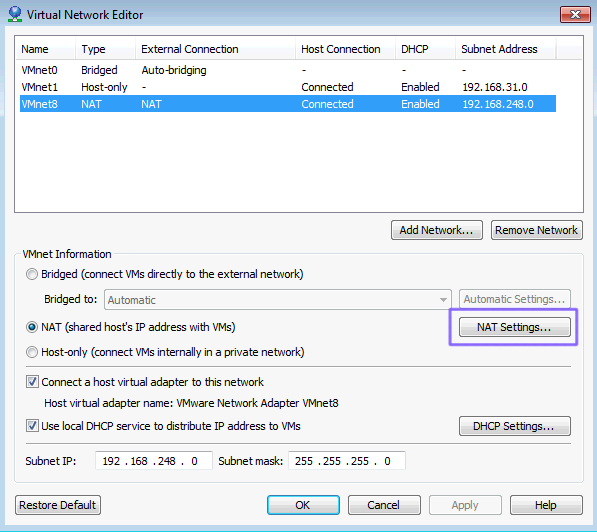 Virtual Network Editor
Name Type External Connection Host Connection DHCP Subnet Address
VMnet0 Bridged Auto-bridging - - -
VMnet1 Host-only - Connected Enabled 192.168.31.0
VMnet8 NAT NAT Connected Enabled 192.168.248.0
Add Network... Remove Network
VMnet Information
Bridged (connect VMs directly to the external network)
Bridged to: Automatic Automatic Settings...
NAT (shared host's IP address with VMs) NAT Settings...
Host-only (connect VMs internally in a private network)
Connect a host virtual adapter to this network
Host virtual adapter name: VMware Network Adapter VMnet8
Use local DHCP service to distribute IP address to VMs DHCP Settings...
Subnet IP: 192 . 168 . 248 . 0 Subnet mask: 255 . 255 . 255 . 0
Restore Default OK Cancel Apply Help